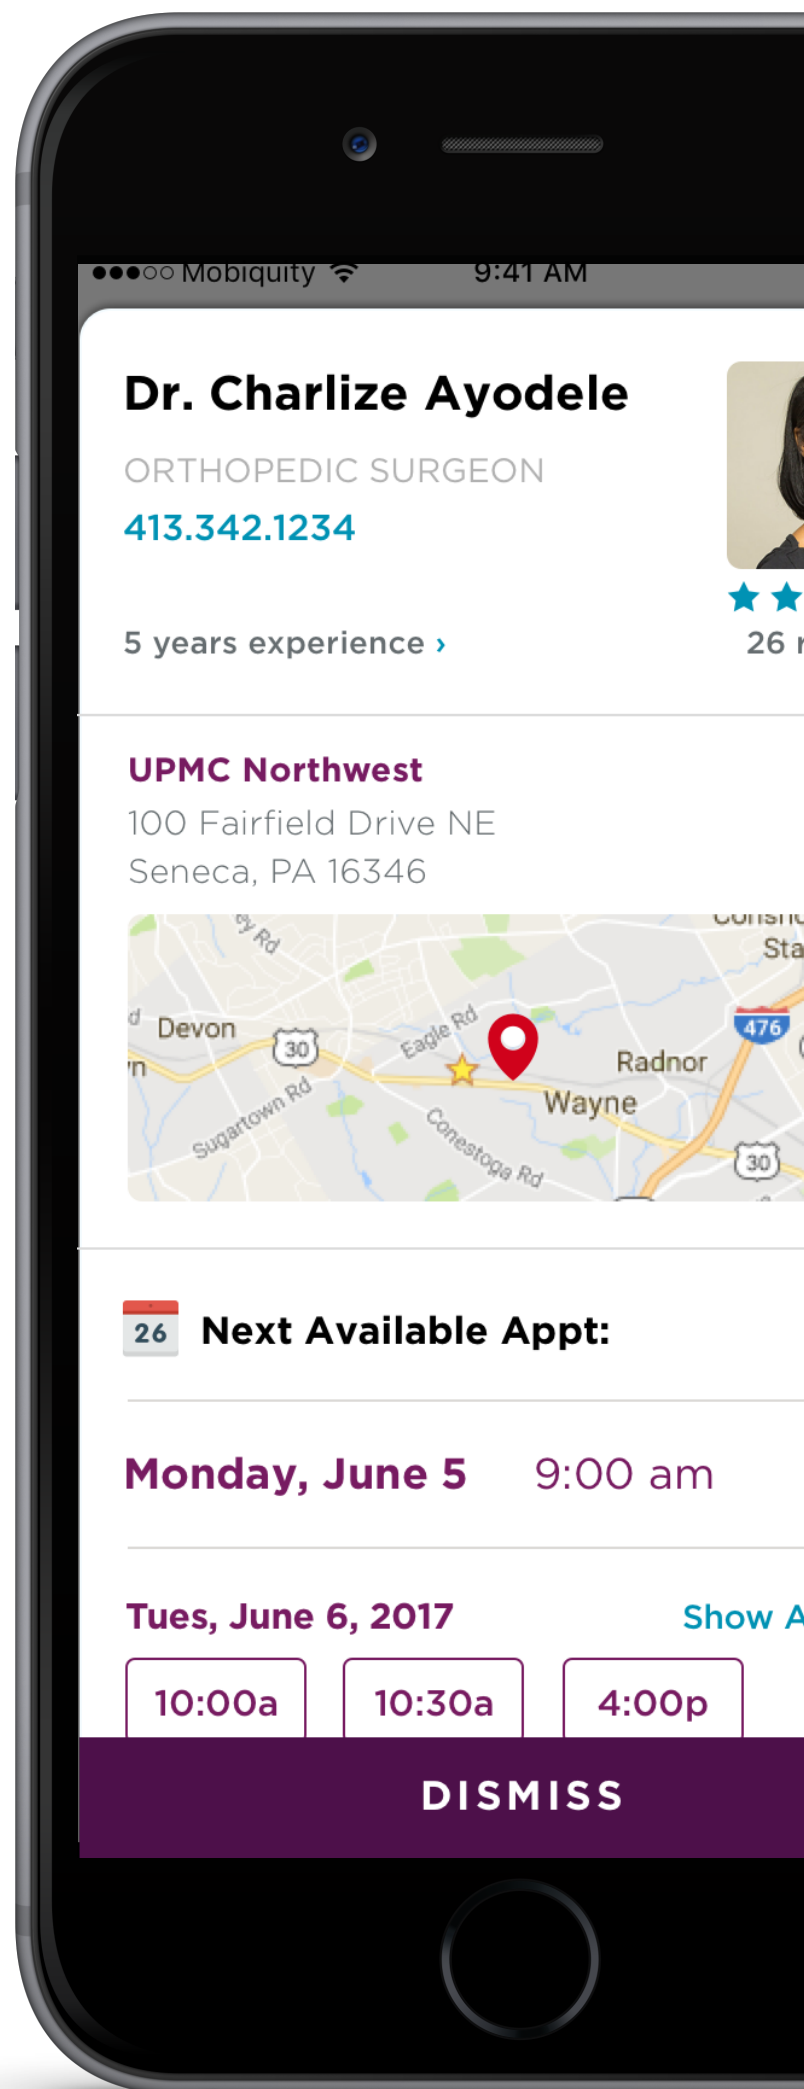 Mobiquity 9:41 AM
Dr. Charlize Ayodele
ORTHOPEDIC SURGEON
413.342.1234
5 years experience ›
26
UPMC Northwest
100 Fairfield Drive NE
Seneca, PA 16346
Rd
Devon
30
Eagle Rd
476
Radnor
Wayne
Sugartown Rd
Conestoga Rd
30
26 Next Available Appt:
Monday, June 5 9:00 am
Tues, June 6, 2017 Show
10:00a 10:30a 4:00p
DISMISS